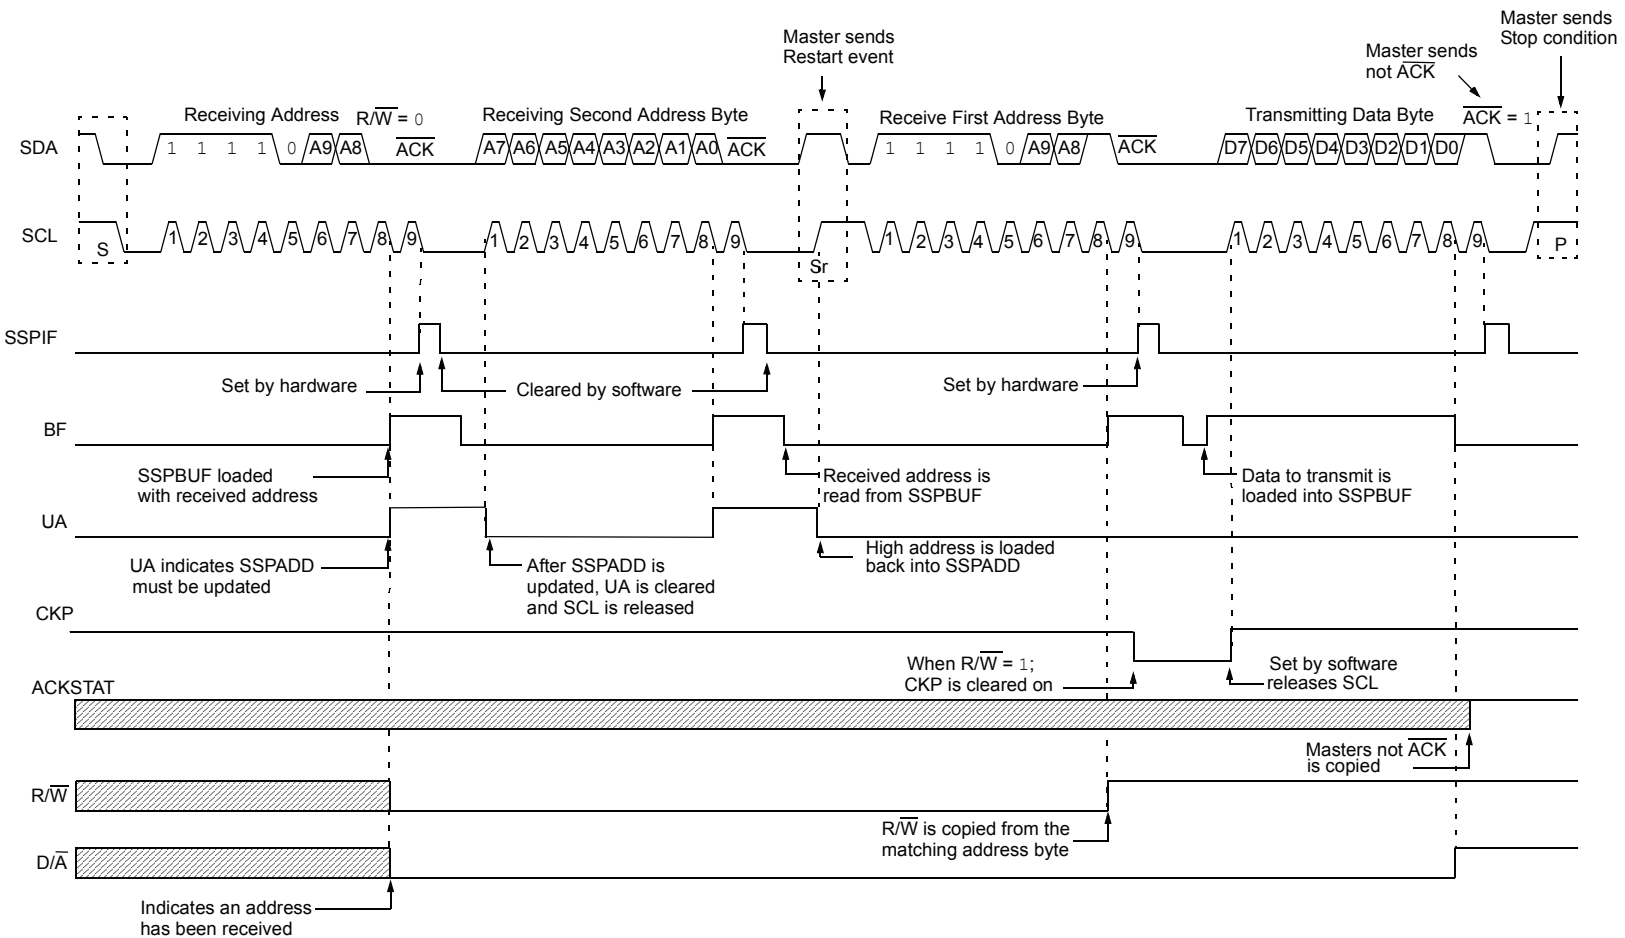 Master sends
Restart event
Master sends
not ACK
Master sends
Stop condition
SDA
Receiving Address R/W = 0
1 1 1 1 0 A9 A8 ACK
Receiving Second Address Byte
A7 A6 A5 A4 A3 A2 A1 A0 ACK
Receive First Address Byte
1 1 1 1 0 A9 A8 ACK
Transmitting Data Byte
D7 D6 D5 D4 D3 D2 D1 D0
ACK = 1
SCL
S
1 2 3 4 5 6 7 8 9
1 2 3 4 5 6 7 8 9
Sr
1 2 3 4 5 6 7 8 9
1 2 3 4 5 6 7 8 9
P
SSPIF
Set by hardware
Cleared by software
Set by hardware
BF
SSPBUF loaded
with received address
Received address is
read from SSPBUF
Data to transmit is
loaded into SSPBUF
UA
UA indicates SSPADD
must be updated
After SSPADD is
updated, UA is cleared
and SCL is released
High address is loaded
back into SSPADD
CKP
When R/W = 1;
CKP is cleared on
Set by software
releases SCL
ACKSTAT
Masters not ACK
is copied
R/W
R/W is copied from the
matching address byte
D/A
Indicates an address
has been received